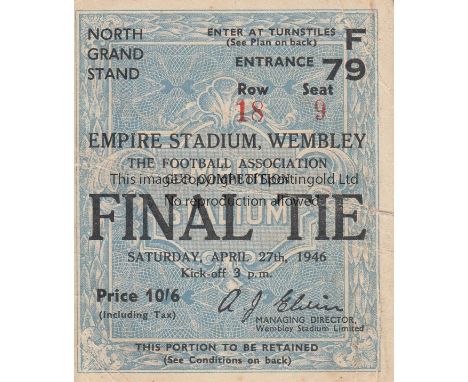 NORTH
GRAND
STAND
ENTER AT TURNSTILES
(See Plan on back)
F
ENTRANCE 79
Row Seat
18 9
EMPIRE STADIUM, WEMBLEY
THE FOOTBALL ASSOCIATION
CUP COMPETITION
This image copyright of Sportingold Ltd
No reproduction allowed
STADIUM
FINAL TIE
SATURDAY, APRIL 27th, 1946
Kick-off 3 p.m.
Price 10/6
(Including Tax)
A J Elvin
MANAGING DIRECTOR,
Wembley Stadium Limited
THIS PORTION TO BE RETAINED
(See Conditions on back)